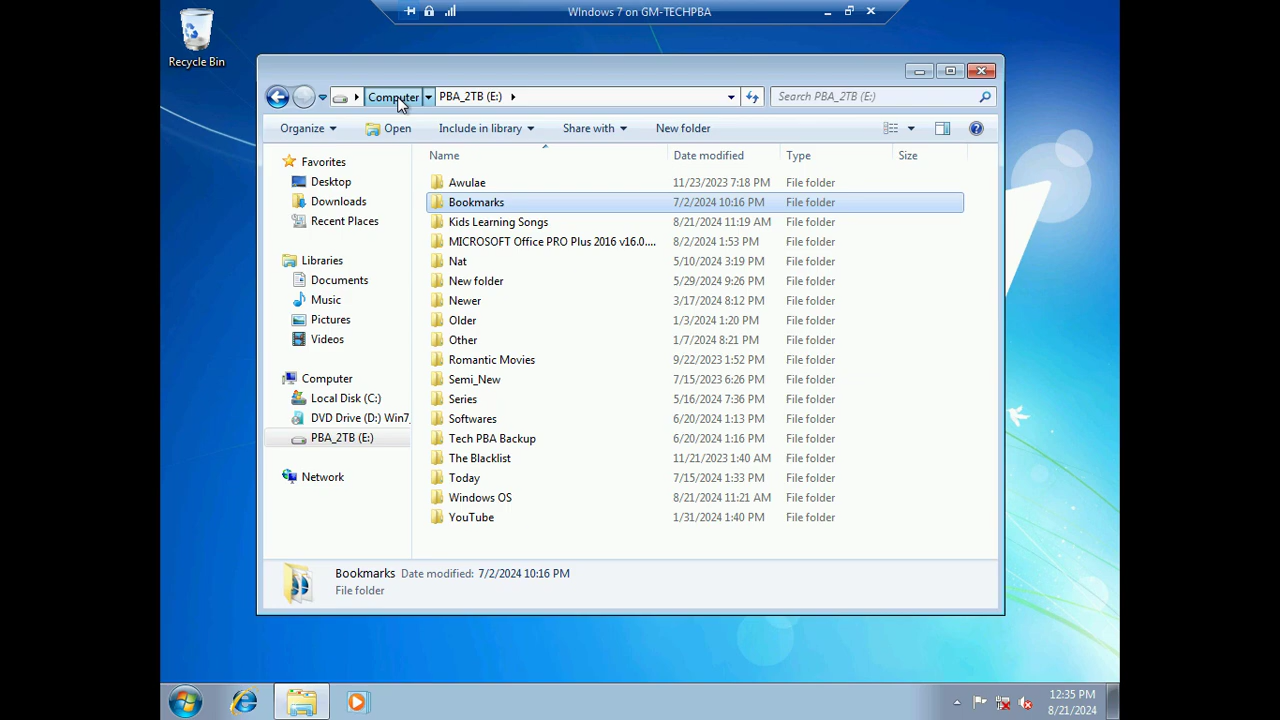 WIndows 7 on GM-TECHPBA
Recycle Bin
Computer PBA_2TB (E:)
Search PBA_2TB (E:)
Organize Open Include in library Share with New folder
Name Date modified Type Size
Favorites
Desktop
Downloads
Recent Places
Libraries
Documents
Music
Pictures
Videos
Computer
Local Disk (C:)
DVD Drive (D:) Win7_
PBA_2TB (E:)
Network
Awulae 11/23/2023 7:18 PM File folder
Bookmarks 7/2/2024 10:16 PM File folder
Kids Learning Songs 8/21/2024 11:19 AM File folder
MICROSOFT Office PRO Plus 2016 v16.0.... 8/2/2024 1:53 PM File folder
Nat 5/10/2024 3:19 PM File folder
New folder 5/29/2024 9:26 PM File folder
Newer 3/17/2024 8:12 PM File folder
Older 1/3/2024 1:20 PM File folder
Other 1/7/2024 8:21 PM File folder
Romantic Movies 9/22/2023 1:52 PM File folder
Semi_New 7/15/2023 6:26 PM File folder
Series 5/16/2024 7:36 PM File folder
Softwares 6/20/2024 1:13 PM File folder
Tech PBA Backup 6/20/2024 1:16 PM File folder
The Blacklist 11/21/2023 1:40 AM File folder
Today 7/15/2024 1:33 PM File folder
Windows OS 8/21/2024 11:21 AM File folder
YouTube 1/31/2024 1:40 PM File folder
Bookmarks Date modified: 7/2/2024 10:16 PM
File folder
12:35 PM
8/21/2024